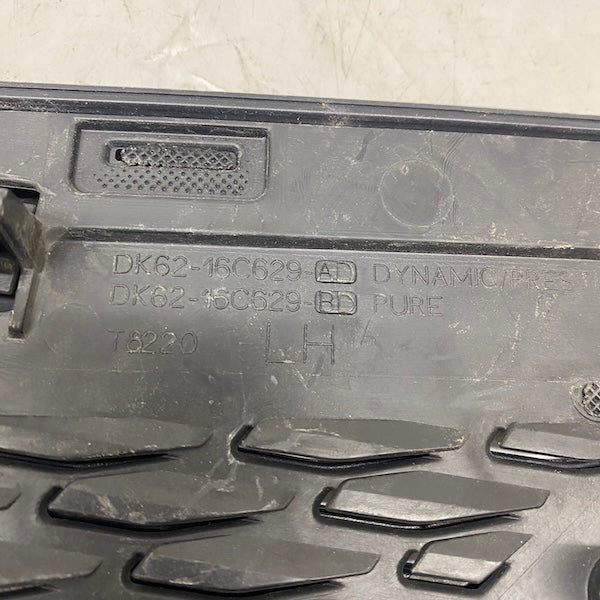 DK62-16C629-AD DYNAMIC/PRES
DK62-16C629-BD PURE
T8220 LH